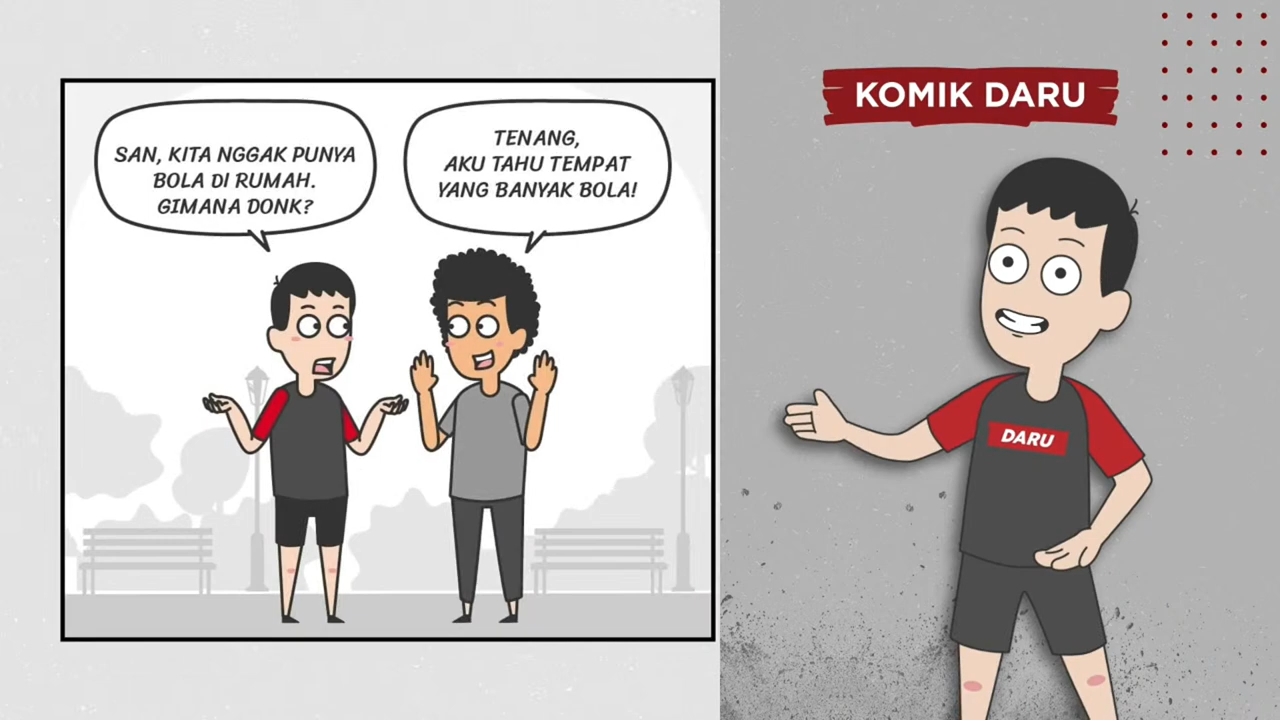 SAN, KITA NGGAK PUNYA
BOLA DI RUMAH.
GIMANA DONK?
TENANG,
AKU TAHU TEMPAT
YANG BANYAK BOLA!
KOMIK DARU
DARU